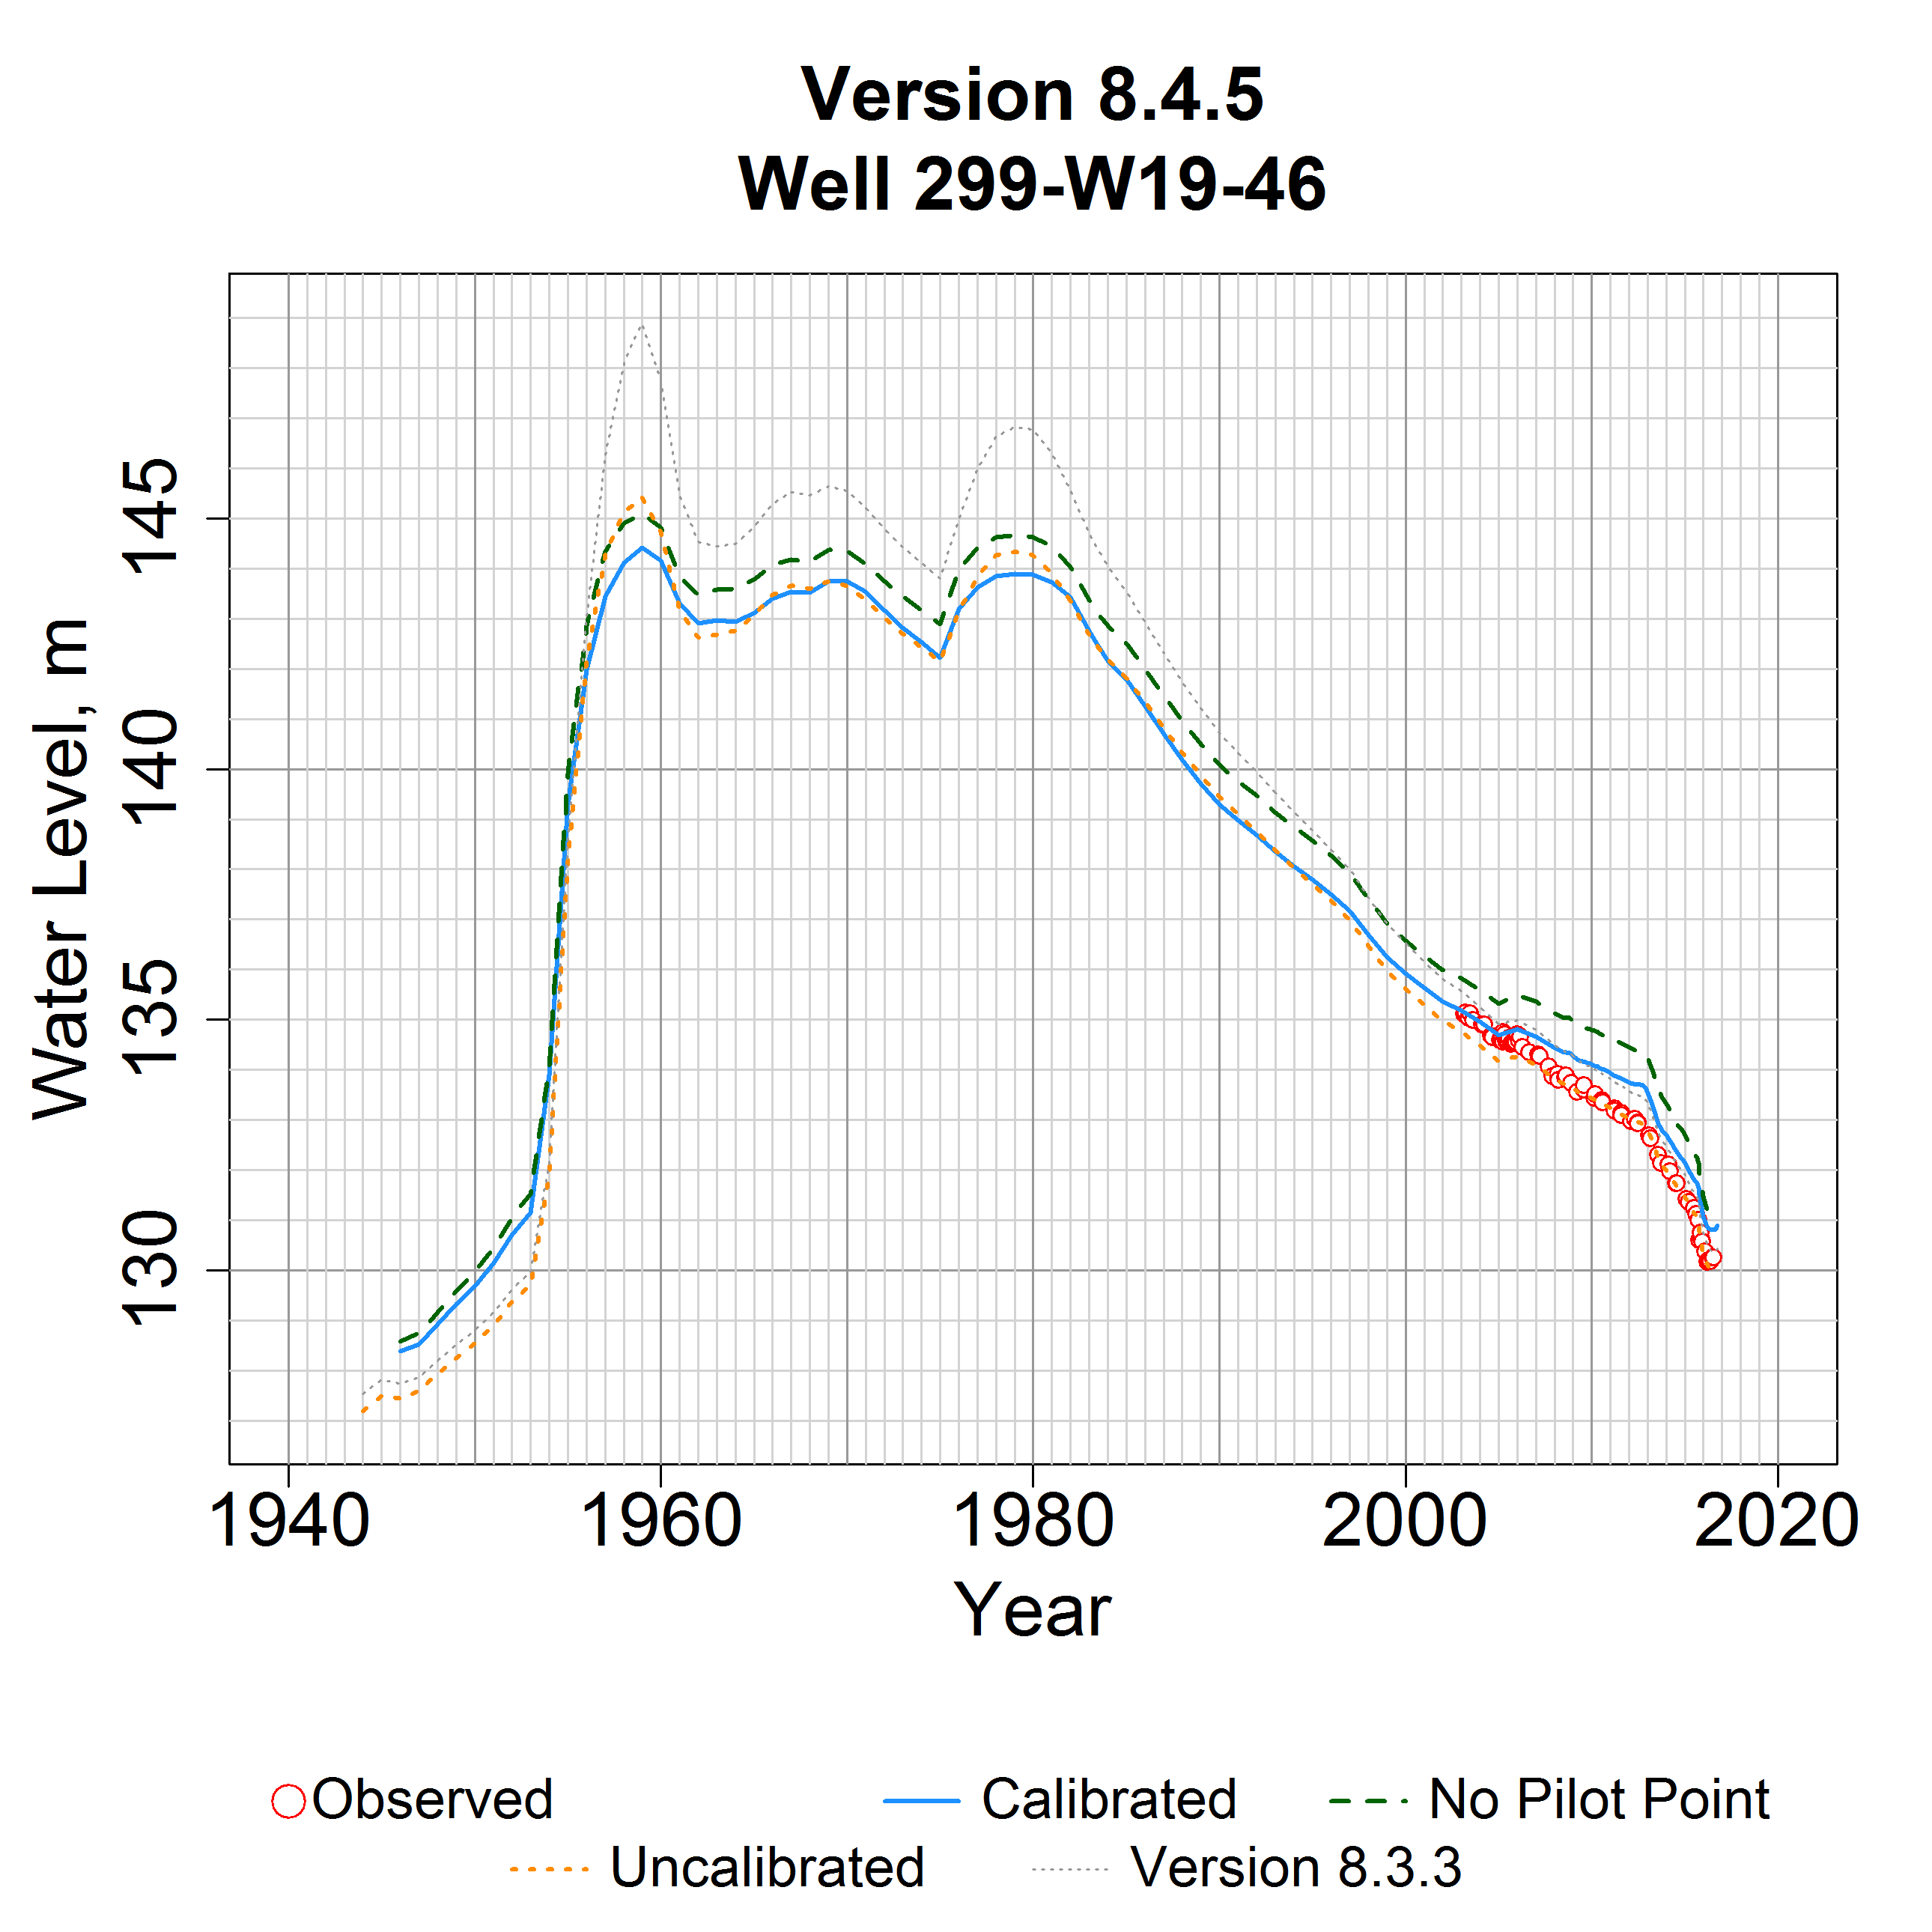 Version 8.4.5
Well 299-W19-46
Water Level, m
145
140
135
130
1940 1960 1980 2000 2020
Year
Observed Calibrated No Pilot Point
Uncalibrated Version 8.3.3